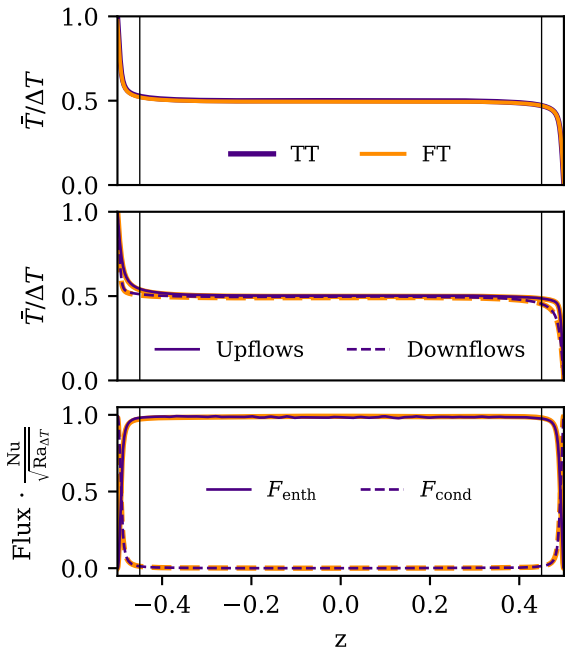 1.0
0.5
0.0
T̄/ΔT
TT
FT
1.0
0.5
0.0
T̄/ΔT
Upflows
Downflows
1.0
0.5
0.0
Flux · Nu/√Ra_ΔT
F_enth
F_cond
−0.4
−0.2
0.0
0.2
0.4
z